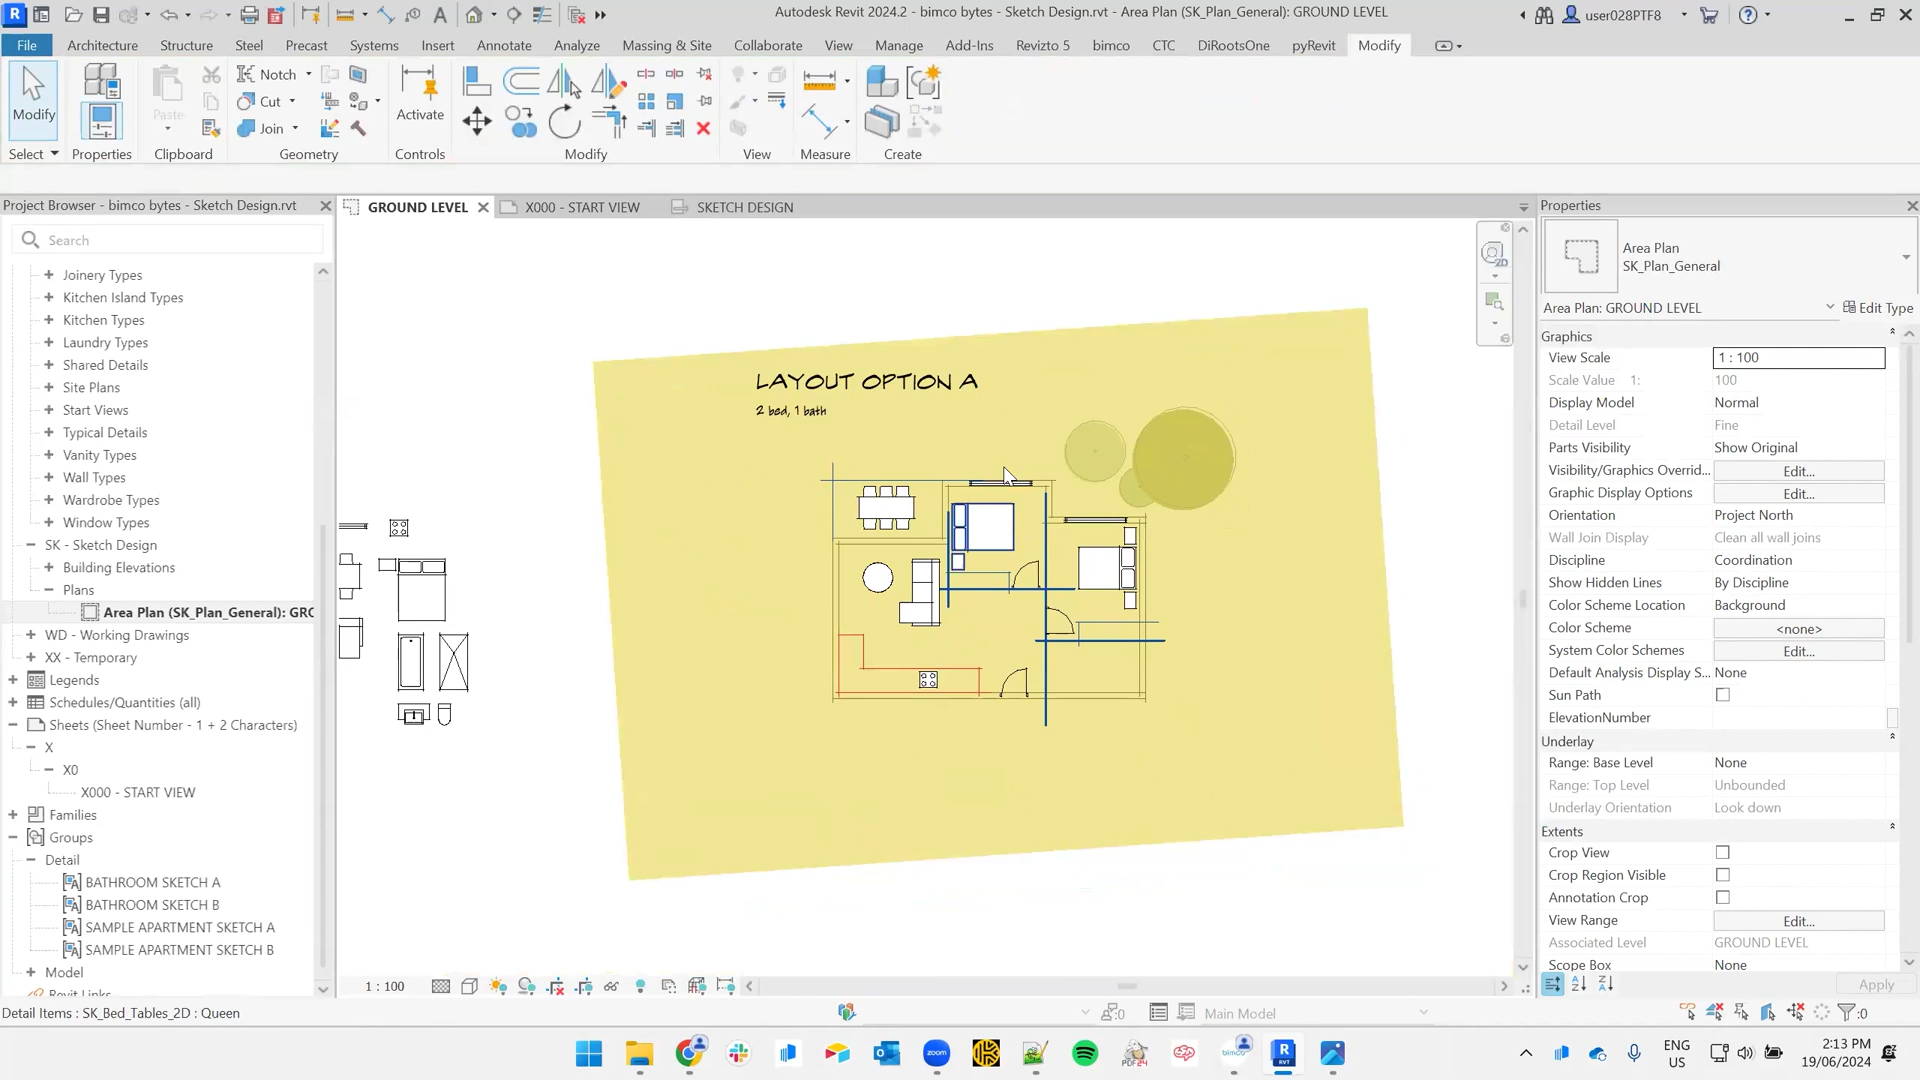 Autodesk Revit 2024.2 - bimco bytes - Sketch Design.rvt - Area Plan (SK_Plan_General): GROUND LEVEL
user028PTF8
File Architecture Structure Steel Precast Systems Insert Annotate Analyze Massing & Site Collaborate View Manage Add-Ins Revizto 5 bimco CTC DiRootsOne pyRevit Modify
Modify
Paste
Notch
Cut
Join
Activate
Select Properties Clipboard Geometry Controls Modify View Measure Create
Project Browser - bimco bytes - Sketch Design.rvt
Search
Joinery Types
Kitchen Island Types
Kitchen Types
Laundry Types
Shared Details
Site Plans
Start Views
Typical Details
Vanity Types
Wall Types
Wardrobe Types
Window Types
SK - Sketch Design
Building Elevations
Plans
Area Plan (SK_Plan_General): GRO
WD - Working Drawings
XX - Temporary
Legends
Schedules/Quantities (all)
Sheets (Sheet Number - 1 + 2 Characters)
X
X0
X000 - START VIEW
Families
Groups
Detail
BATHROOM SKETCH A
BATHROOM SKETCH B
SAMPLE APARTMENT SKETCH A
SAMPLE APARTMENT SKETCH B
Model
Revit Links
GROUND LEVEL X000 - START VIEW SKETCH DESIGN
2D
LAYOUT OPTION A
2 bed, 1 bath
1 : 100
Properties
Area Plan
SK_Plan_General
Area Plan: GROUND LEVEL Edit Type
Graphics
View Scale 1 : 100
Scale Value 1: 100
Display Model Normal
Detail Level Fine
Parts Visibility Show Original
Visibility/Graphics Overrid... Edit...
Graphic Display Options Edit...
Orientation Project North
Wall Join Display Clean all wall joins
Discipline Coordination
Show Hidden Lines By Discipline
Color Scheme Location Background
Color Scheme <none>
System Color Schemes Edit...
Default Analysis Display S... None
Sun Path
ElevationNumber
Underlay
Range: Base Level None
Range: Top Level Unbounded
Underlay Orientation Look down
Extents
Crop View
Crop Region Visible
Annotation Crop
View Range Edit...
Associated Level GROUND LEVEL
Scope Box None
Apply
Detail Items : SK_Bed_Tables_2D : Queen
:0
Main Model
:0
zoom
PDF24
bimco
R
RVT
ENG
US
2:13 PM
19/06/2024